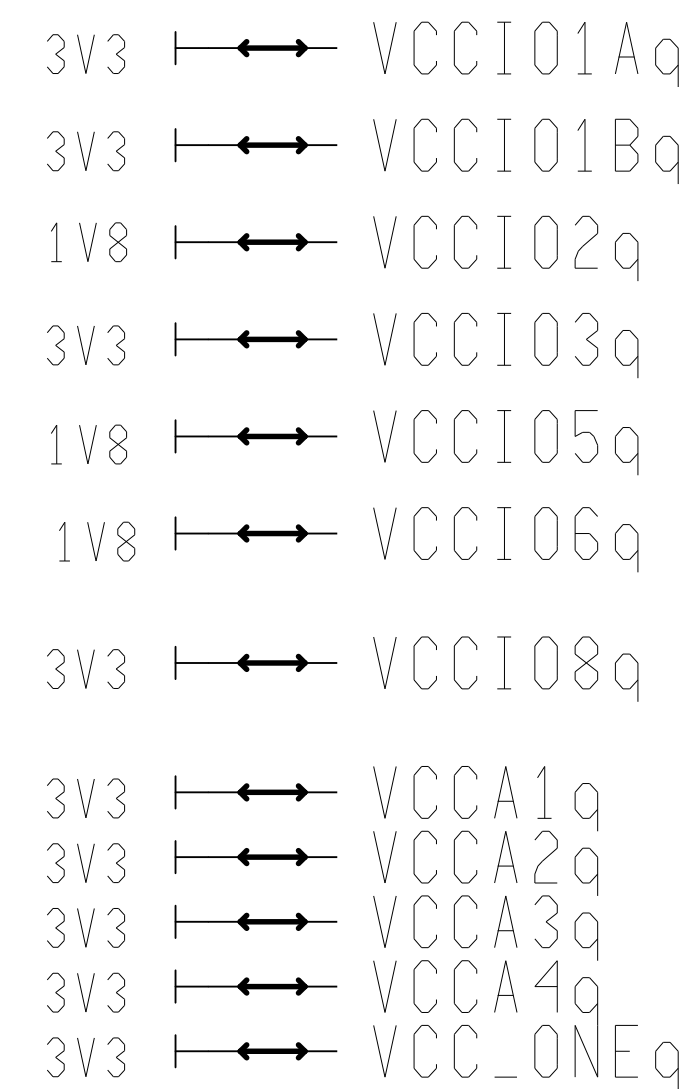 3V3 VCCIO1Aq
3V3 VCCIO1Bq
1V8 VCCIO2q
3V3 VCCIO3q
1V8 VCCIO5q
1V8 VCCIO6q
3V3 VCCIO8q
3V3 VCCA1q
3V3 VCCA2q
3V3 VCCA3q
3V3 VCCA4q
3V3 VCC_ONEq